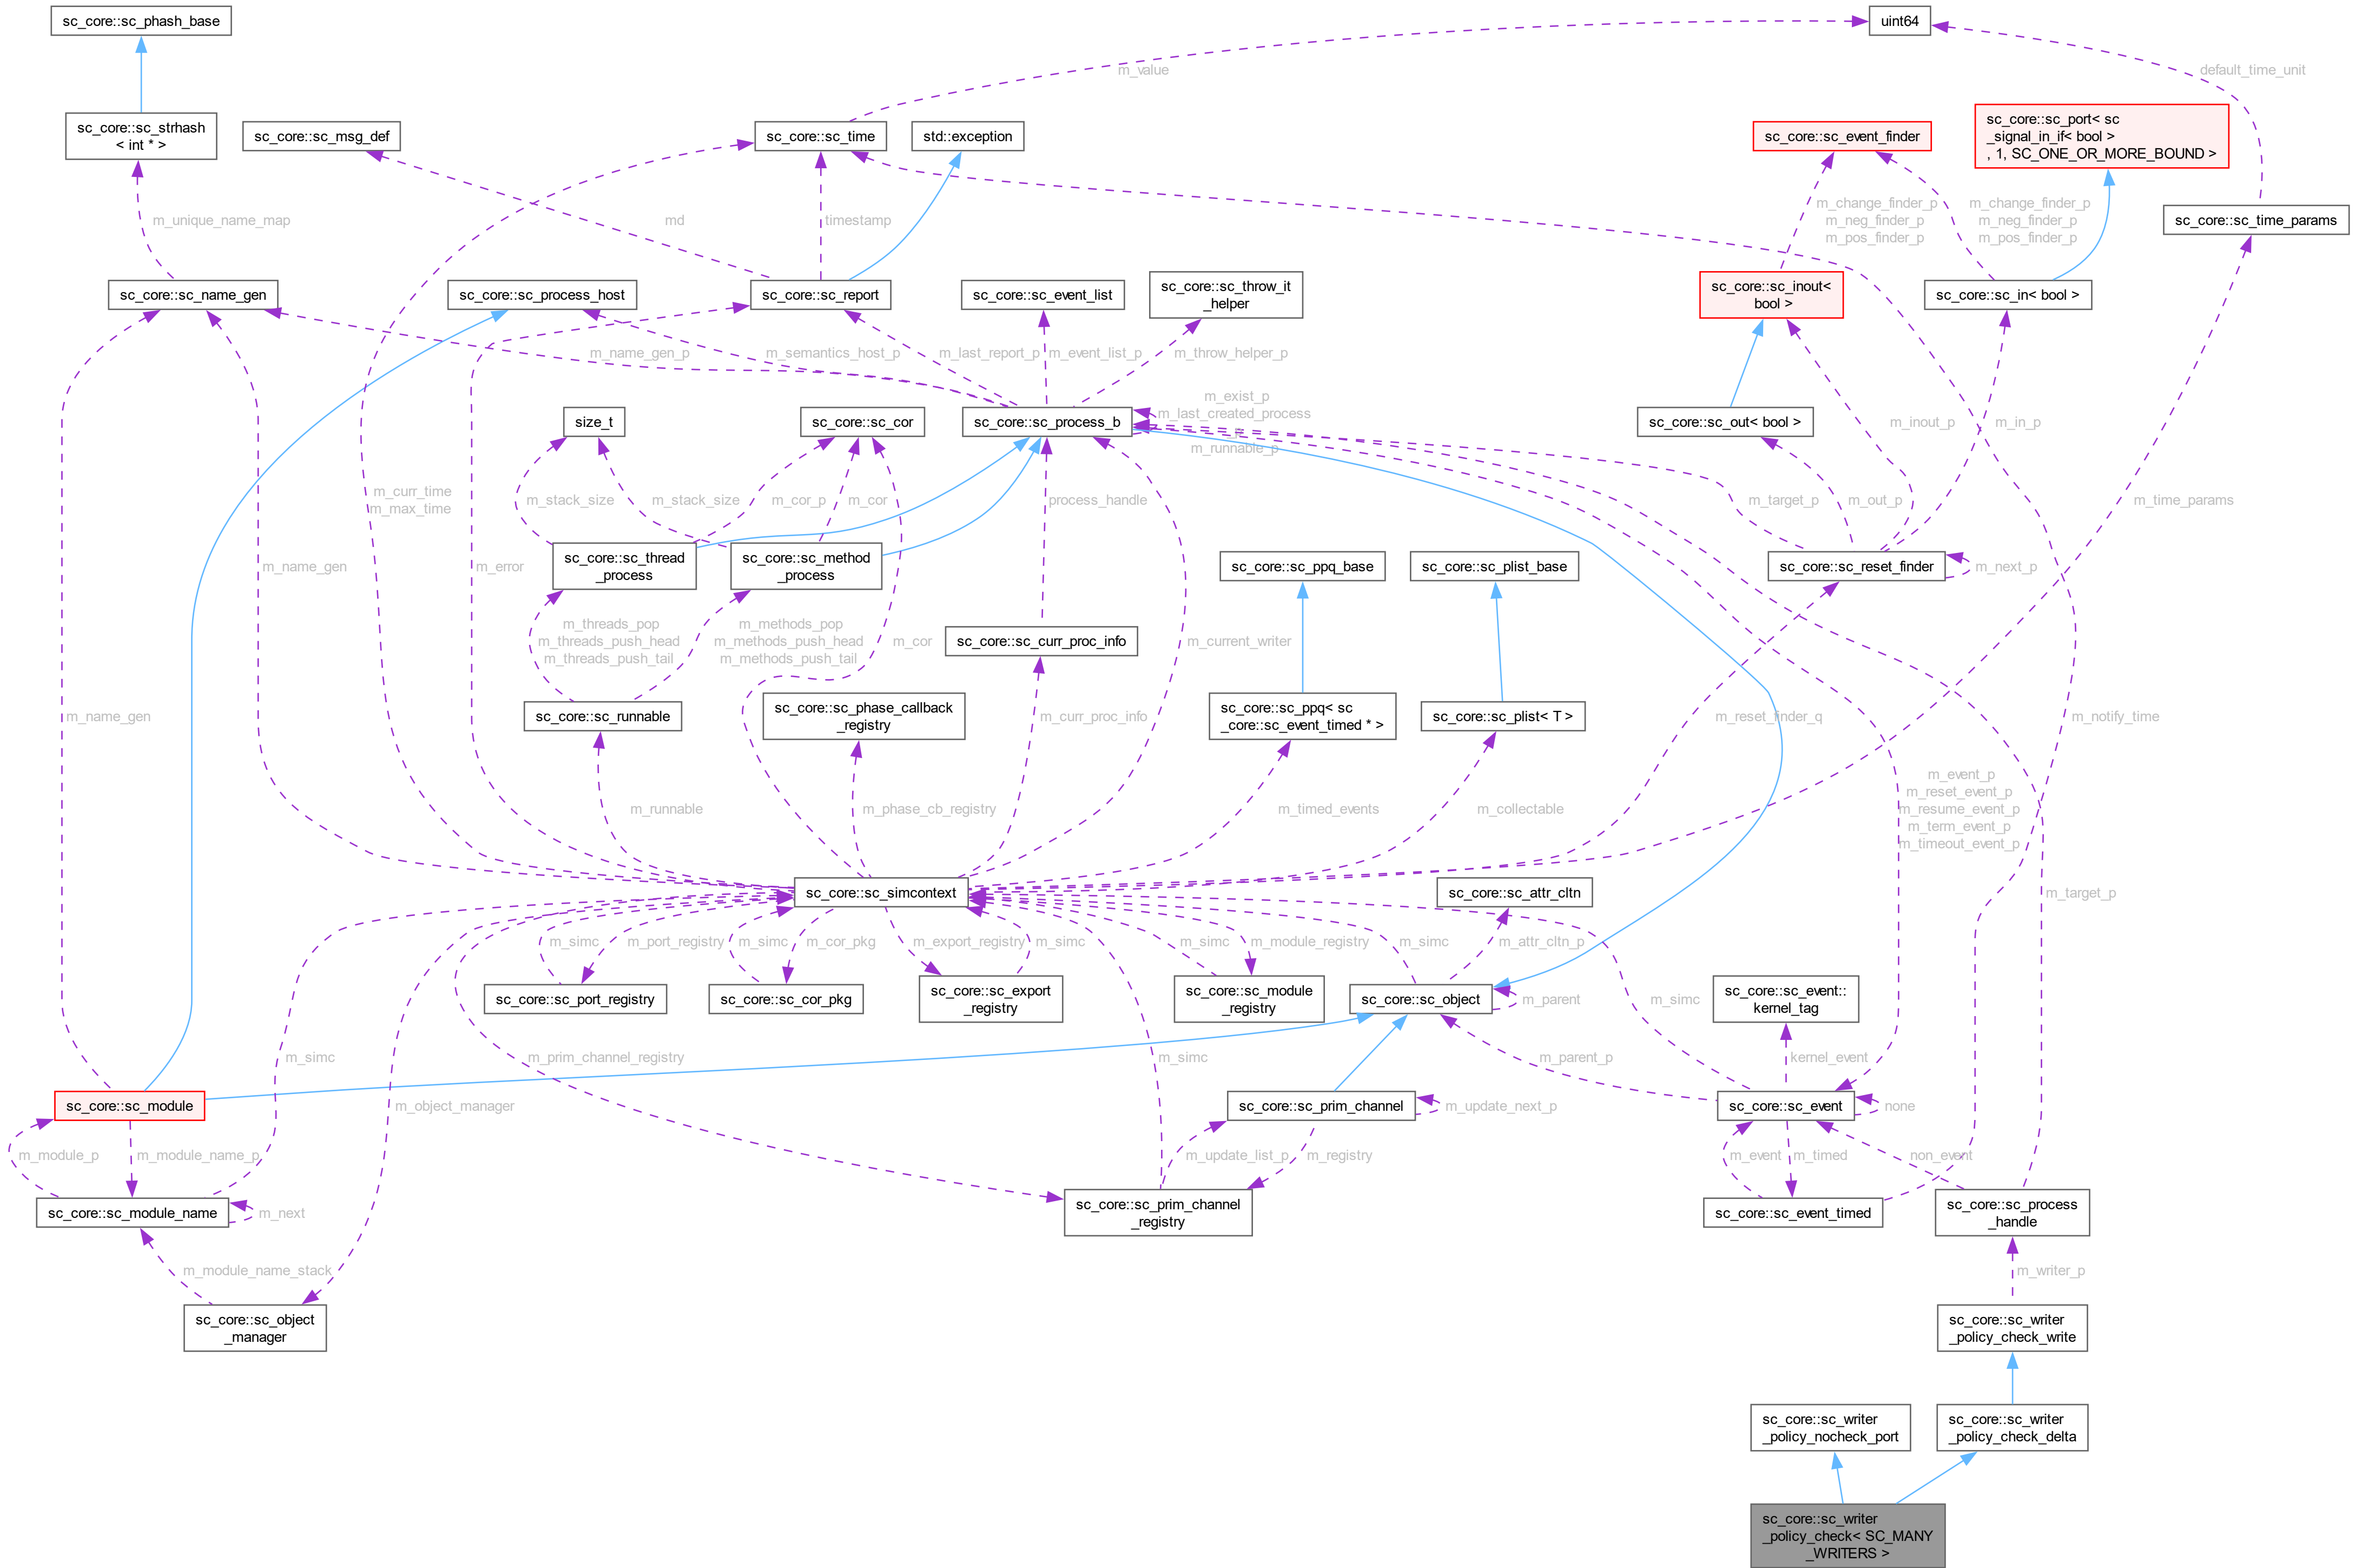 sc_core::sc_phash_base
uint64
m_value
default_time_unit
sc_core::sc_strhash
< int * >
sc_core::sc_msg_def
sc_core::sc_time
std::exception
sc_core::sc_event_finder
sc_core::sc_port< sc
_signal_in_if< bool >
, 1, SC_ONE_OR_MORE_BOUND >
m_unique_name_map
md
timestamp
m_change_finder_p
m_neg_finder_p
m_pos_finder_p
m_change_finder_p
m_neg_finder_p
m_pos_finder_p
sc_core::sc_time_params
sc_core::sc_name_gen
sc_core::sc_process_host
sc_core::sc_report
sc_core::sc_event_list
sc_core::sc_throw_it
_helper
sc_core::sc_inout<
bool >
sc_core::sc_in< bool >
m_name_gen_p
m_semantics_host_p
m_last_report_p
m_event_list_p
m_throw_helper_p
size_t
sc_core::sc_cor
sc_core::sc_process_b
m_exist_p
m_last_created_process
_p
m_runnable_p
sc_core::sc_out< bool >
m_inout_p
m_in_p
m_curr_time
m_max_time
m_stack_size
m_stack_size
m_cor_p
m_cor
process_handle
m_target_p
m_out_p
m_time_params
m_name_gen
m_error
sc_core::sc_thread
_process
sc_core::sc_method
_process
sc_core::sc_ppq_base
sc_core::sc_plist_base
sc_core::sc_reset_finder
m_next_p
m_threads_pop
m_threads_push_head
m_threads_push_tail
m_methods_pop
m_methods_push_head
m_methods_push_tail
m_cor
sc_core::sc_curr_proc_info
m_current_writer
m_name_gen
sc_core::sc_runnable
sc_core::sc_phase_callback
_registry
m_curr_proc_info
sc_core::sc_ppq< sc
_core::sc_event_timed * >
sc_core::sc_plist< T >
m_reset_finder_q
m_notify_time
m_runnable
m_phase_cb_registry
m_timed_events
m_collectable
m_event_p
m_reset_event_p
m_resume_event_p
m_term_event_p
m_timeout_event_p
sc_core::sc_simcontext
sc_core::sc_attr_cltn
m_target_p
m_simc
m_port_registry
m_simc
m_cor_pkg
m_export_registry
m_simc
m_simc
m_module_registry
m_simc
m_attr_cltn_p
sc_core::sc_port_registry
sc_core::sc_cor_pkg
sc_core::sc_export
_registry
sc_core::sc_module
_registry
sc_core::sc_object
m_parent
m_simc
sc_core::sc_event::
kernel_tag
m_simc
m_prim_channel_registry
m_simc
m_parent_p
kernel_event
sc_core::sc_module
m_object_manager
sc_core::sc_prim_channel
m_update_next_p
sc_core::sc_event
none
m_module_p
m_module_name_p
m_update_list_p
m_registry
m_event
m_timed
non_event
sc_core::sc_module_name
m_next
sc_core::sc_prim_channel
_registry
sc_core::sc_event_timed
sc_core::sc_process
_handle
m_module_name_stack
m_writer_p
sc_core::sc_object
_manager
sc_core::sc_writer
_policy_check_write
sc_core::sc_writer
_policy_nocheck_port
sc_core::sc_writer
_policy_check_delta
sc_core::sc_writer
_policy_check< SC_MANY
_WRITERS >